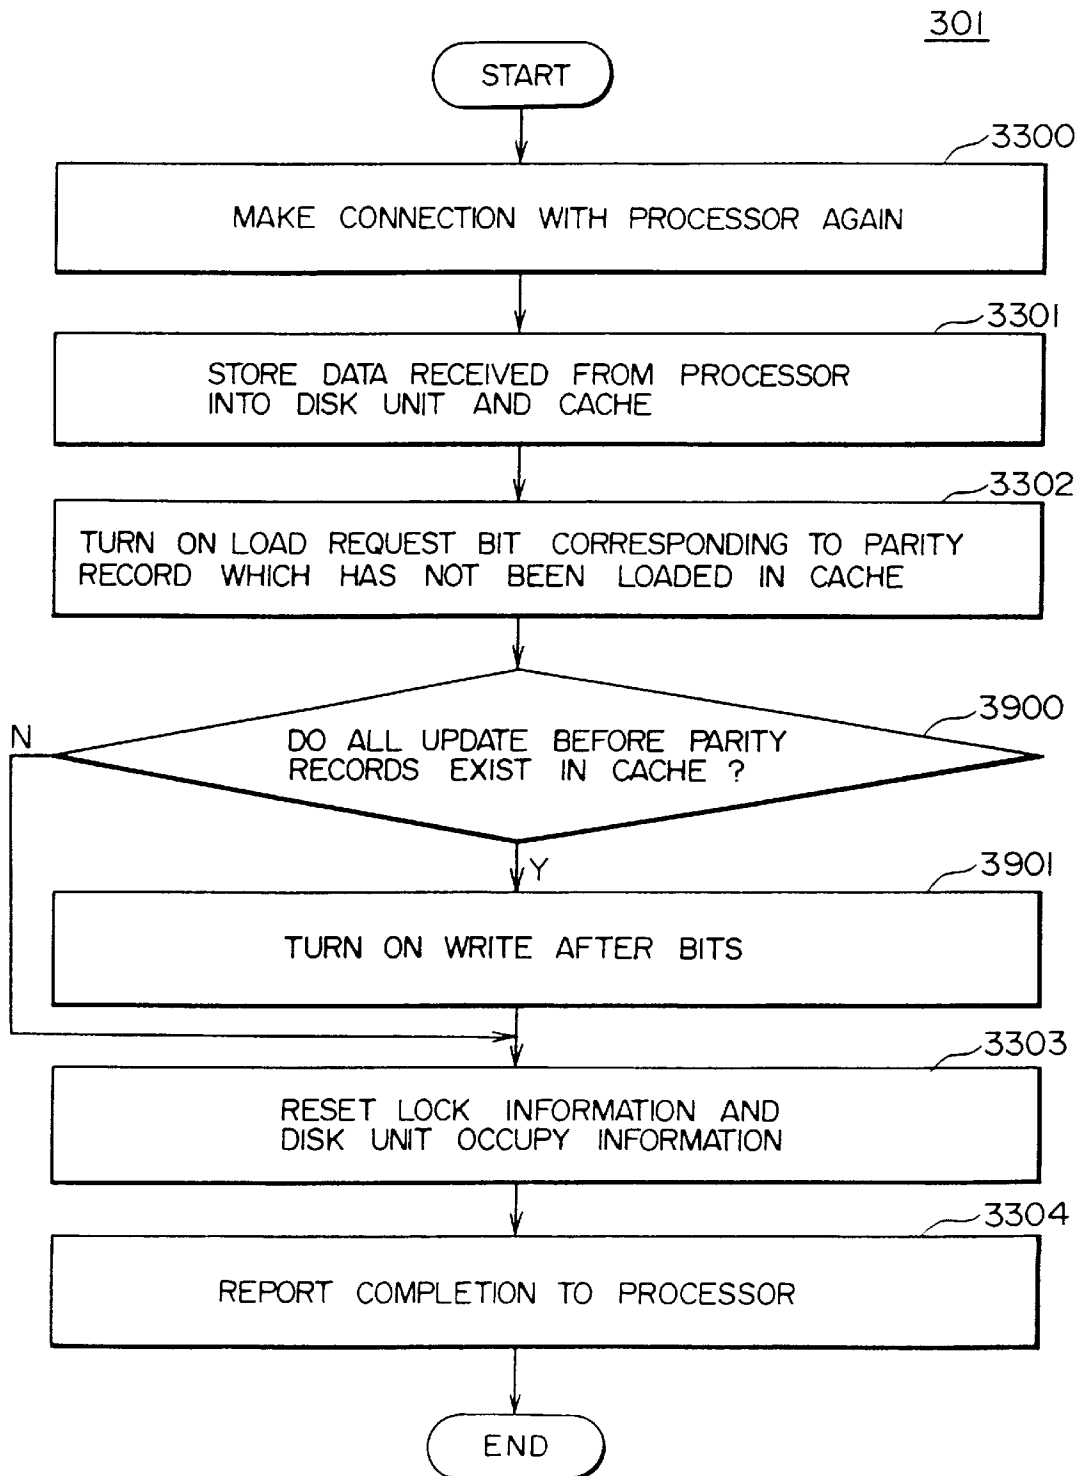 301
START
3300
MAKE CONNECTION WITH PROCESSOR AGAIN
3301
STORE DATA RECEIVED FROM PROCESSOR
INTO DISK UNIT AND CACHE
3302
TURN ON LOAD REQUEST BIT CORRESPONDING TO PARITY
RECORD WHICH HAS NOT BEEN LOADED IN CACHE
3900
N
DO ALL UPDATE BEFORE PARITY
RECORDS EXIST IN CACHE ?
Y
3901
TURN ON WRITE AFTER BITS
3303
RESET LOCK INFORMATION AND
DISK UNIT OCCUPY INFORMATION
3304
REPORT COMPLETION TO PROCESSOR
END